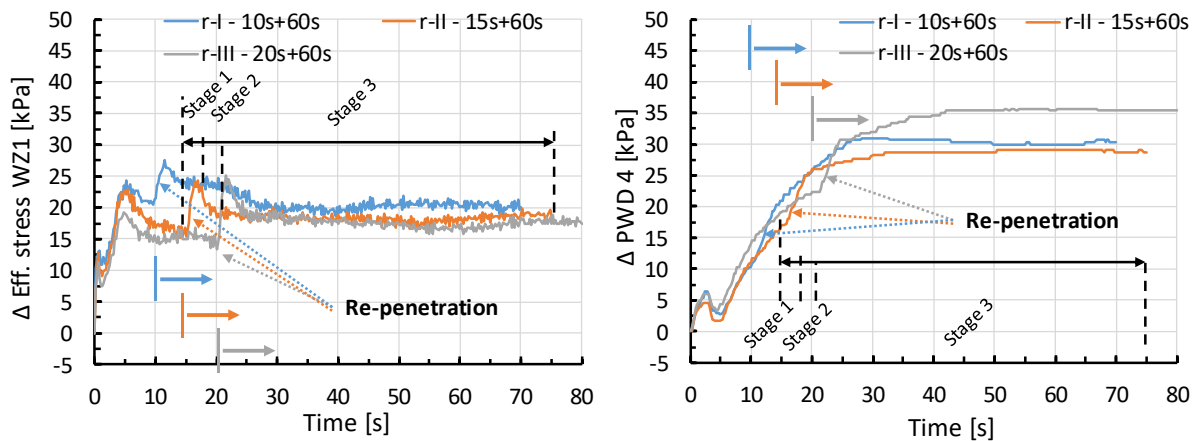 r-I - 10s+60s
r-II - 15s+60s
r-III - 20s+60s
50
45
40
35
30
25
20
15
10
5
0
-5
Δ Eff. stress WZ1 [kPa]
Stage 1
Stage 2
Stage 3
Re-penetration
0 10 20 30 40 50 60 70 80
Time [s]
r-I - 10s+60s
r-II - 15s+60s
r-III - 20s+60s
50
45
40
35
30
25
20
15
10
5
0
-5
Δ PWD 4 [kPa]
Re-penetration
Stage 1
Stage 2
Stage 3
0 10 20 30 40 50 60 70 80
Time [s]